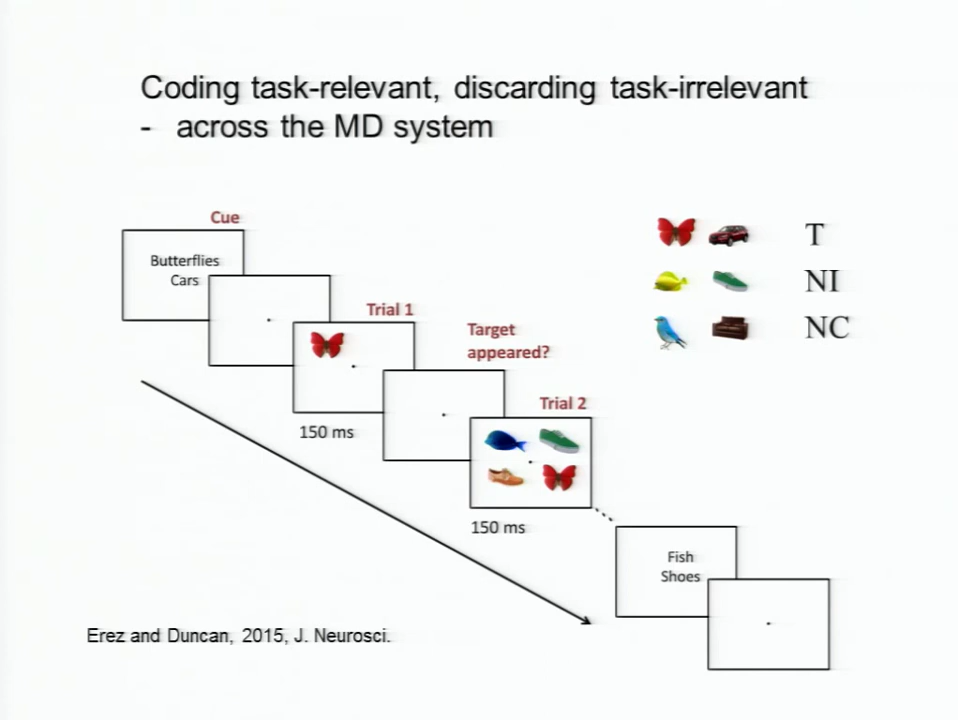 Coding task-relevant, discarding task-irrelevant
- across the MD system
Cue
Butterflies
Cars
Trial 1
150 ms
Target
appeared?
Trial 2
150 ms
Fish
Shoes
T
NI
NC
Erez and Duncan, 2015, J. Neurosci.